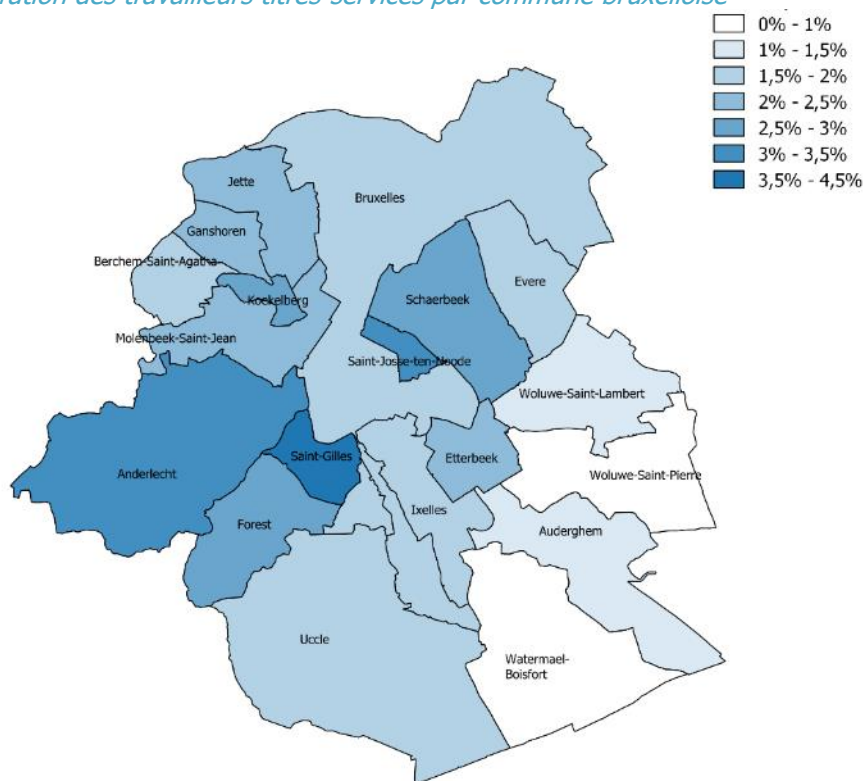 des travailleurs titres-services par commune bruxelloise
0% - 1%
1% - 1,5%
1,5% - 2%
2% - 2,5%
2,5% - 3%
3% - 3,5%
3,5% - 4,5%
Jette
Bruxelles
Ganshoren
Berchem-Saint-Agatha
Evere
Koekelberg
Schaerbeek
Molenbeek-Saint-Jean
Saint-Josse-ten-Noode
Woluwe-Saint-Lambert
Saint-Gilles
Etterbeek
Anderlecht
Woluwe-Saint-Pierre
Ixelles
Forest
Auderghem
Uccle
Watermael-
Boisfort